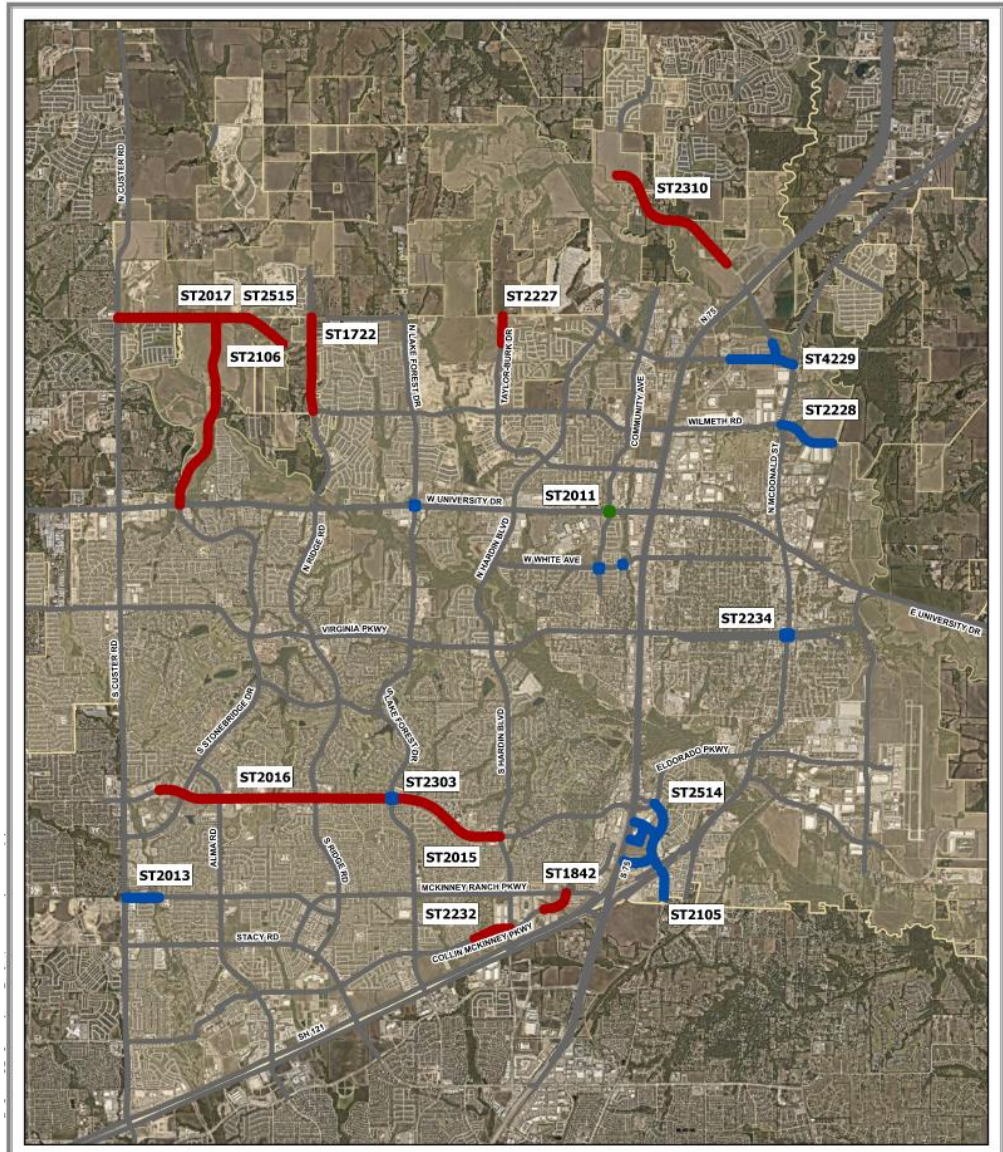 N CUSTER RD
ST2310
ST2017
ST2515
ST2227
N 75
ST1722
ST2106
N LAKE FOREST DR
TAYLOR-BURK DR
ST4229
COMMUNITY AVE
ST2228
WILMETH RD
N MCDONALD ST
ST2011
W UNIVERSITY DR
N RIDGE RD
N HARDIN BLVD
W WHITE AVE
ST2234
E UNIVERSITY DR
VIRGINIA PKWY
S CUSTER RD
S STONEBRIDGE DR
S LAKE FOREST DR
S HARDIN BLVD
ELDORADO PKWY
ST2016
ST2303
ST2514
ALMA RD
S RIDGE RD
ST2015
S 75
ST2013
ST1842
MCKINNEY RANCH PKWY
ST2232
ST2105
STACY RD
COLLIN MCKINNEY PKWY
SH 121